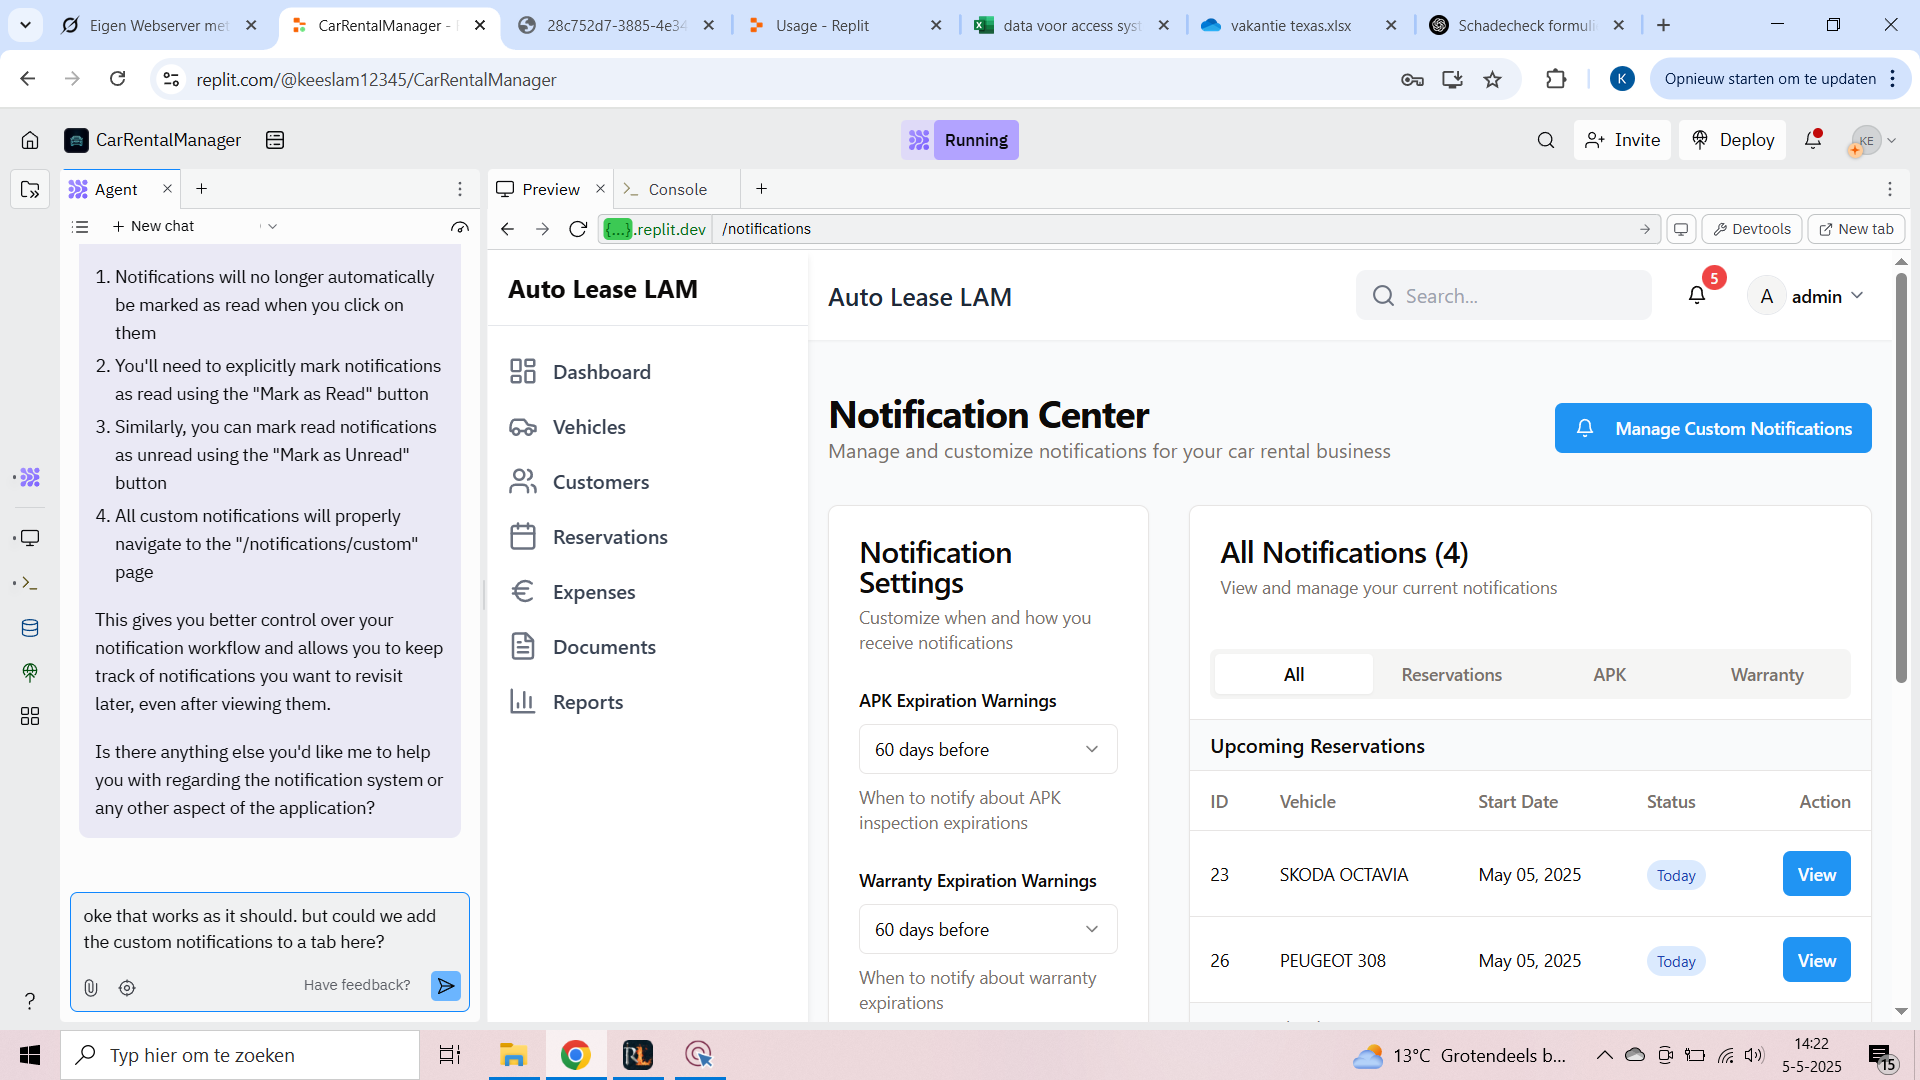 Eigen Webserver met
CarRentalManager -
28c752d7-3885-4e34
Usage - Replit
data voor access syst
vakantie texas.xlsx
Schadecheck formuli
replit.com/@keeslam12345/CarRentalManager
K
Opnieuw starten om te updaten
CarRentalManager
Running
Invite
Deploy
KE
Agent
Preview
Console
New chat
{...}.replit.dev
/notifications
Devtools
New tab
1. Notifications will no longer automatically
be marked as read when you click on
them
2. You'll need to explicitly mark notifications
as read using the "Mark as Read" button
3. Similarly, you can mark read notifications
as unread using the "Mark as Unread"
button
4. All custom notifications will properly
navigate to the "/notifications/custom"
page
This gives you better control over your
notification workflow and allows you to keep
track of notifications you want to revisit
later, even after viewing them.
Is there anything else you'd like me to help
you with regarding the notification system or
any other aspect of the application?
oke that works as it should. but could we add
the custom notifications to a tab here?
Have feedback?
Auto Lease LAM
Dashboard
Vehicles
Customers
Reservations
Expenses
Documents
Reports
Auto Lease LAM
Search...
5
A
admin
Notification Center
Manage and customize notifications for your car rental business
Manage Custom Notifications
Notification
Settings
Customize when and how you
receive notifications
APK Expiration Warnings
60 days before
When to notify about APK
inspection expirations
Warranty Expiration Warnings
60 days before
When to notify about warranty
expirations
All Notifications (4)
View and manage your current notifications
All
Reservations
APK
Warranty
Upcoming Reservations
ID
Vehicle
Start Date
Status
Action
23
SKODA OCTAVIA
May 05, 2025
Today
View
26
PEUGEOT 308
May 05, 2025
Today
View
?
Typ hier om te zoeken
RL
13°C Grotendeels b...
14:22
5-5-2025
15